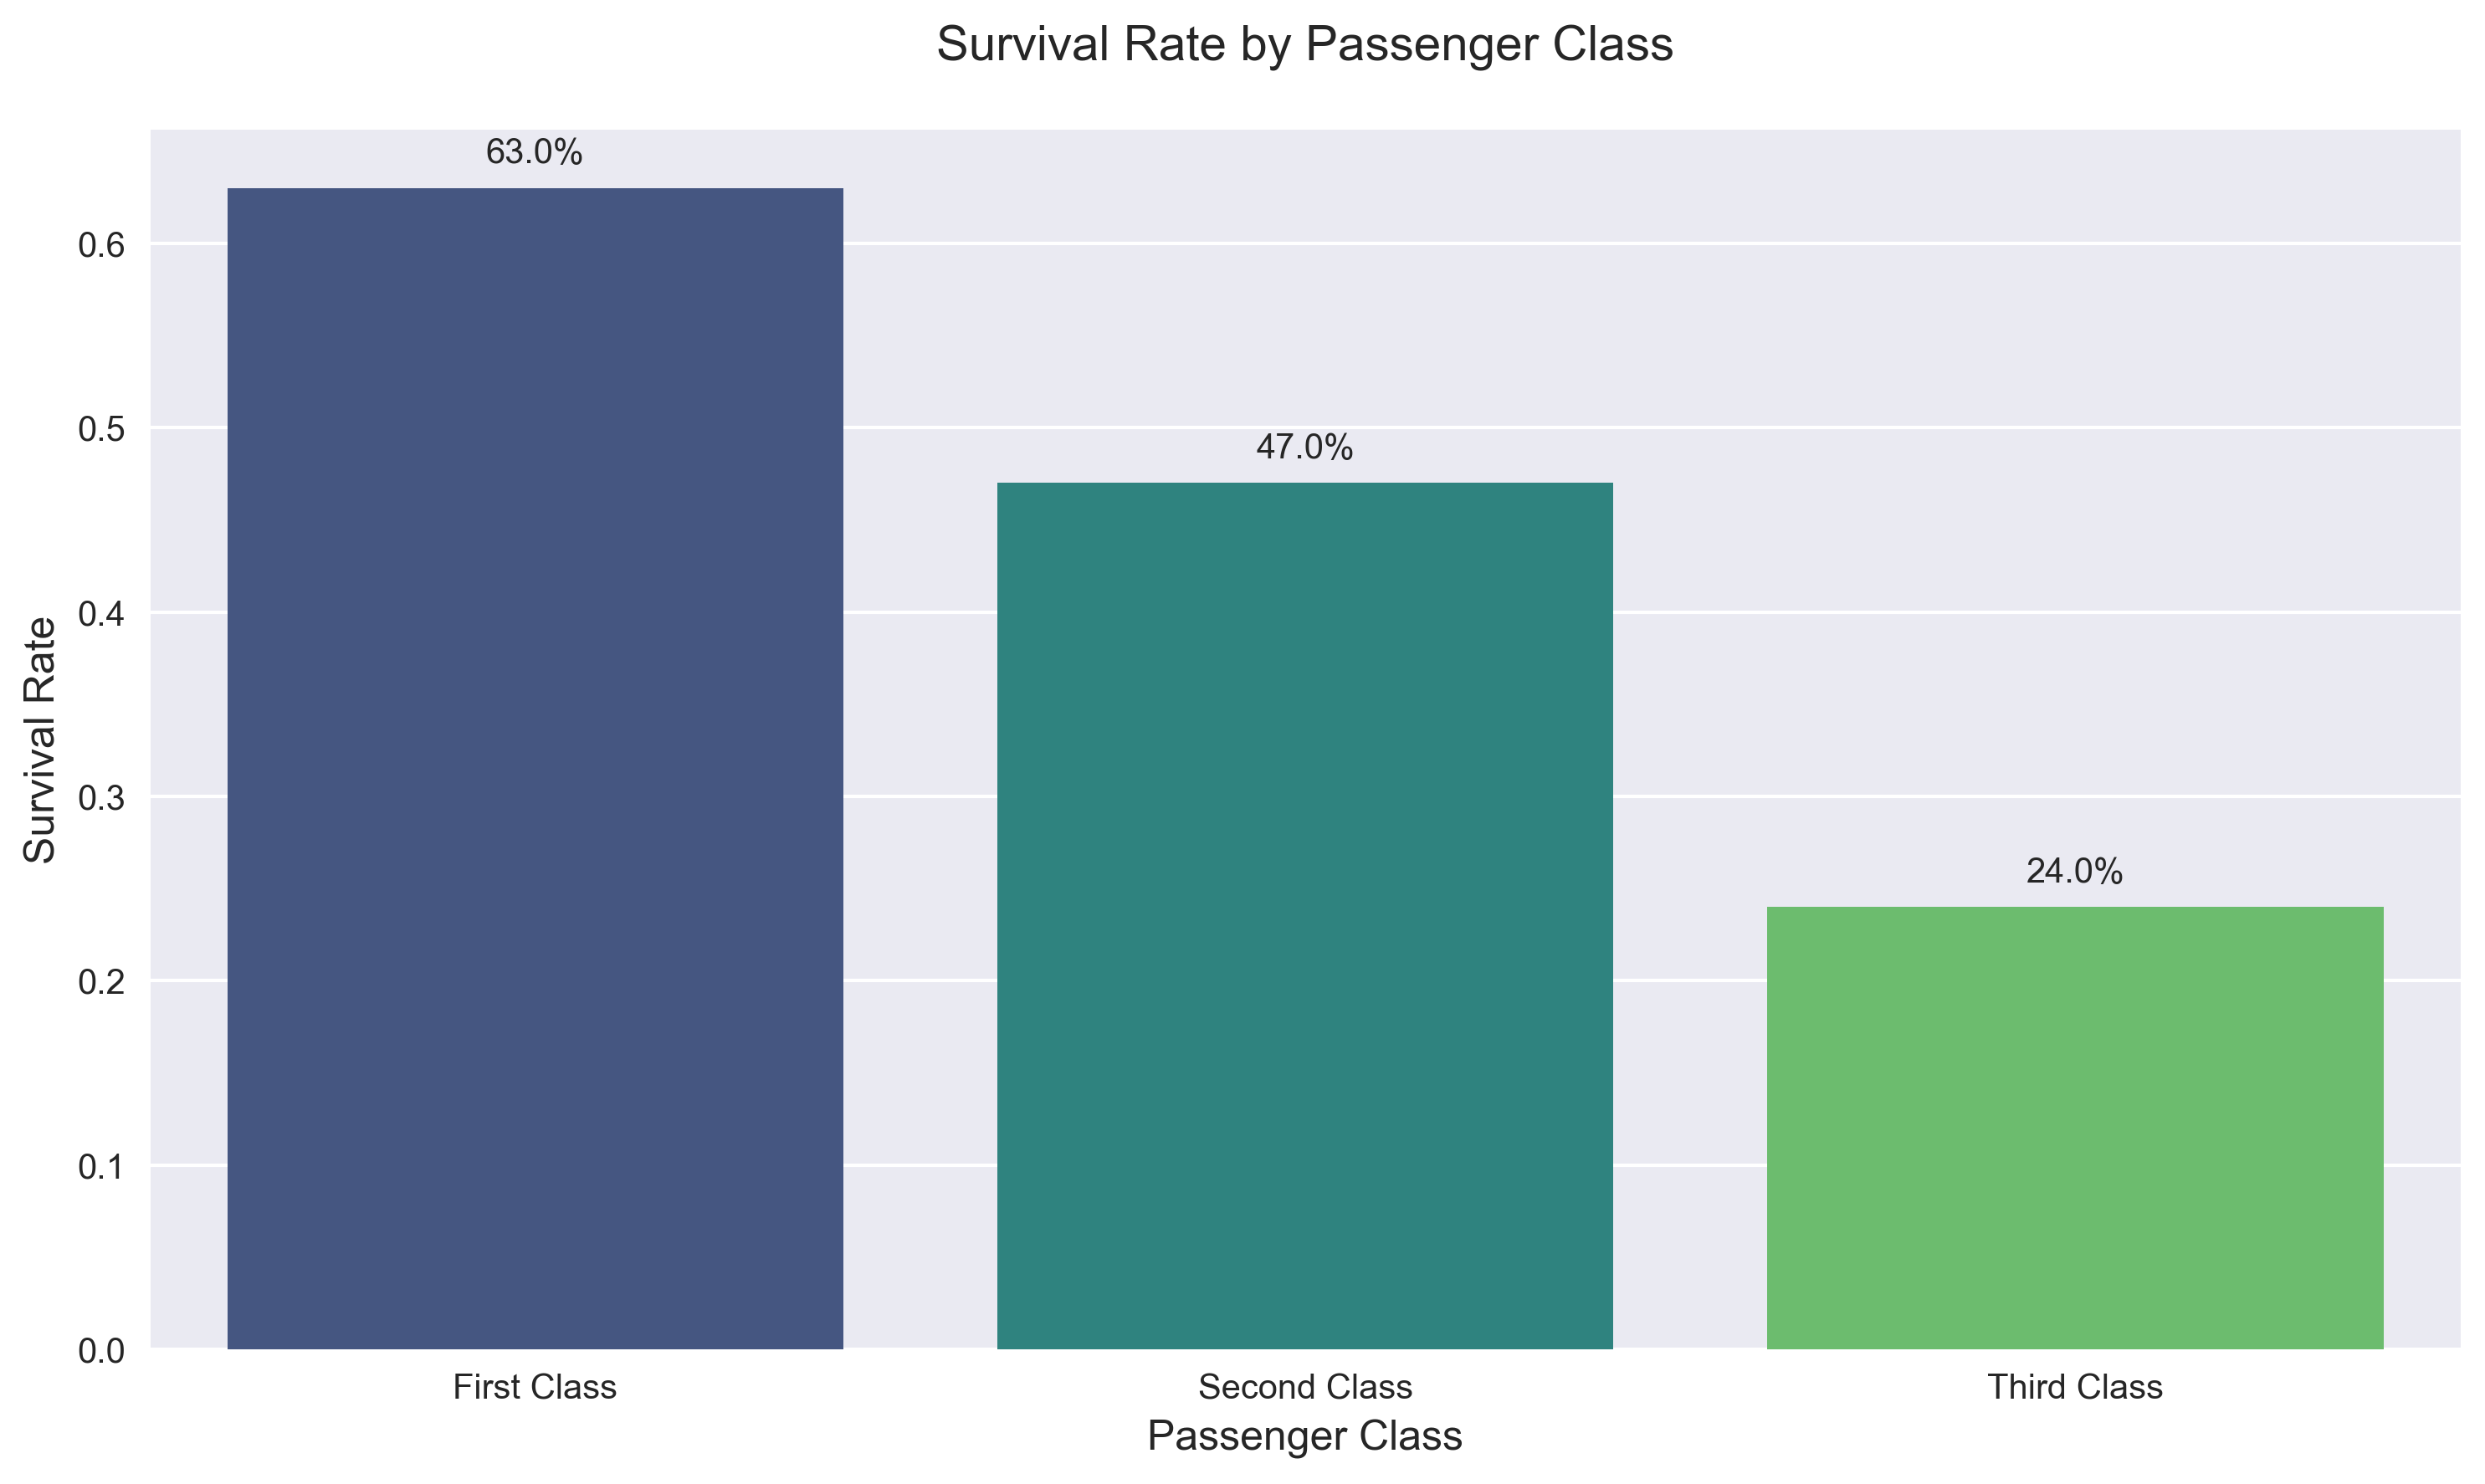 Survival Rate by Passenger Class
63.0%
0.6
0.5
47.0%
0.4
Survival Rate
0.3
24.0%
0.2
0.1
0.0
First Class Second Class Third Class
Passenger Class